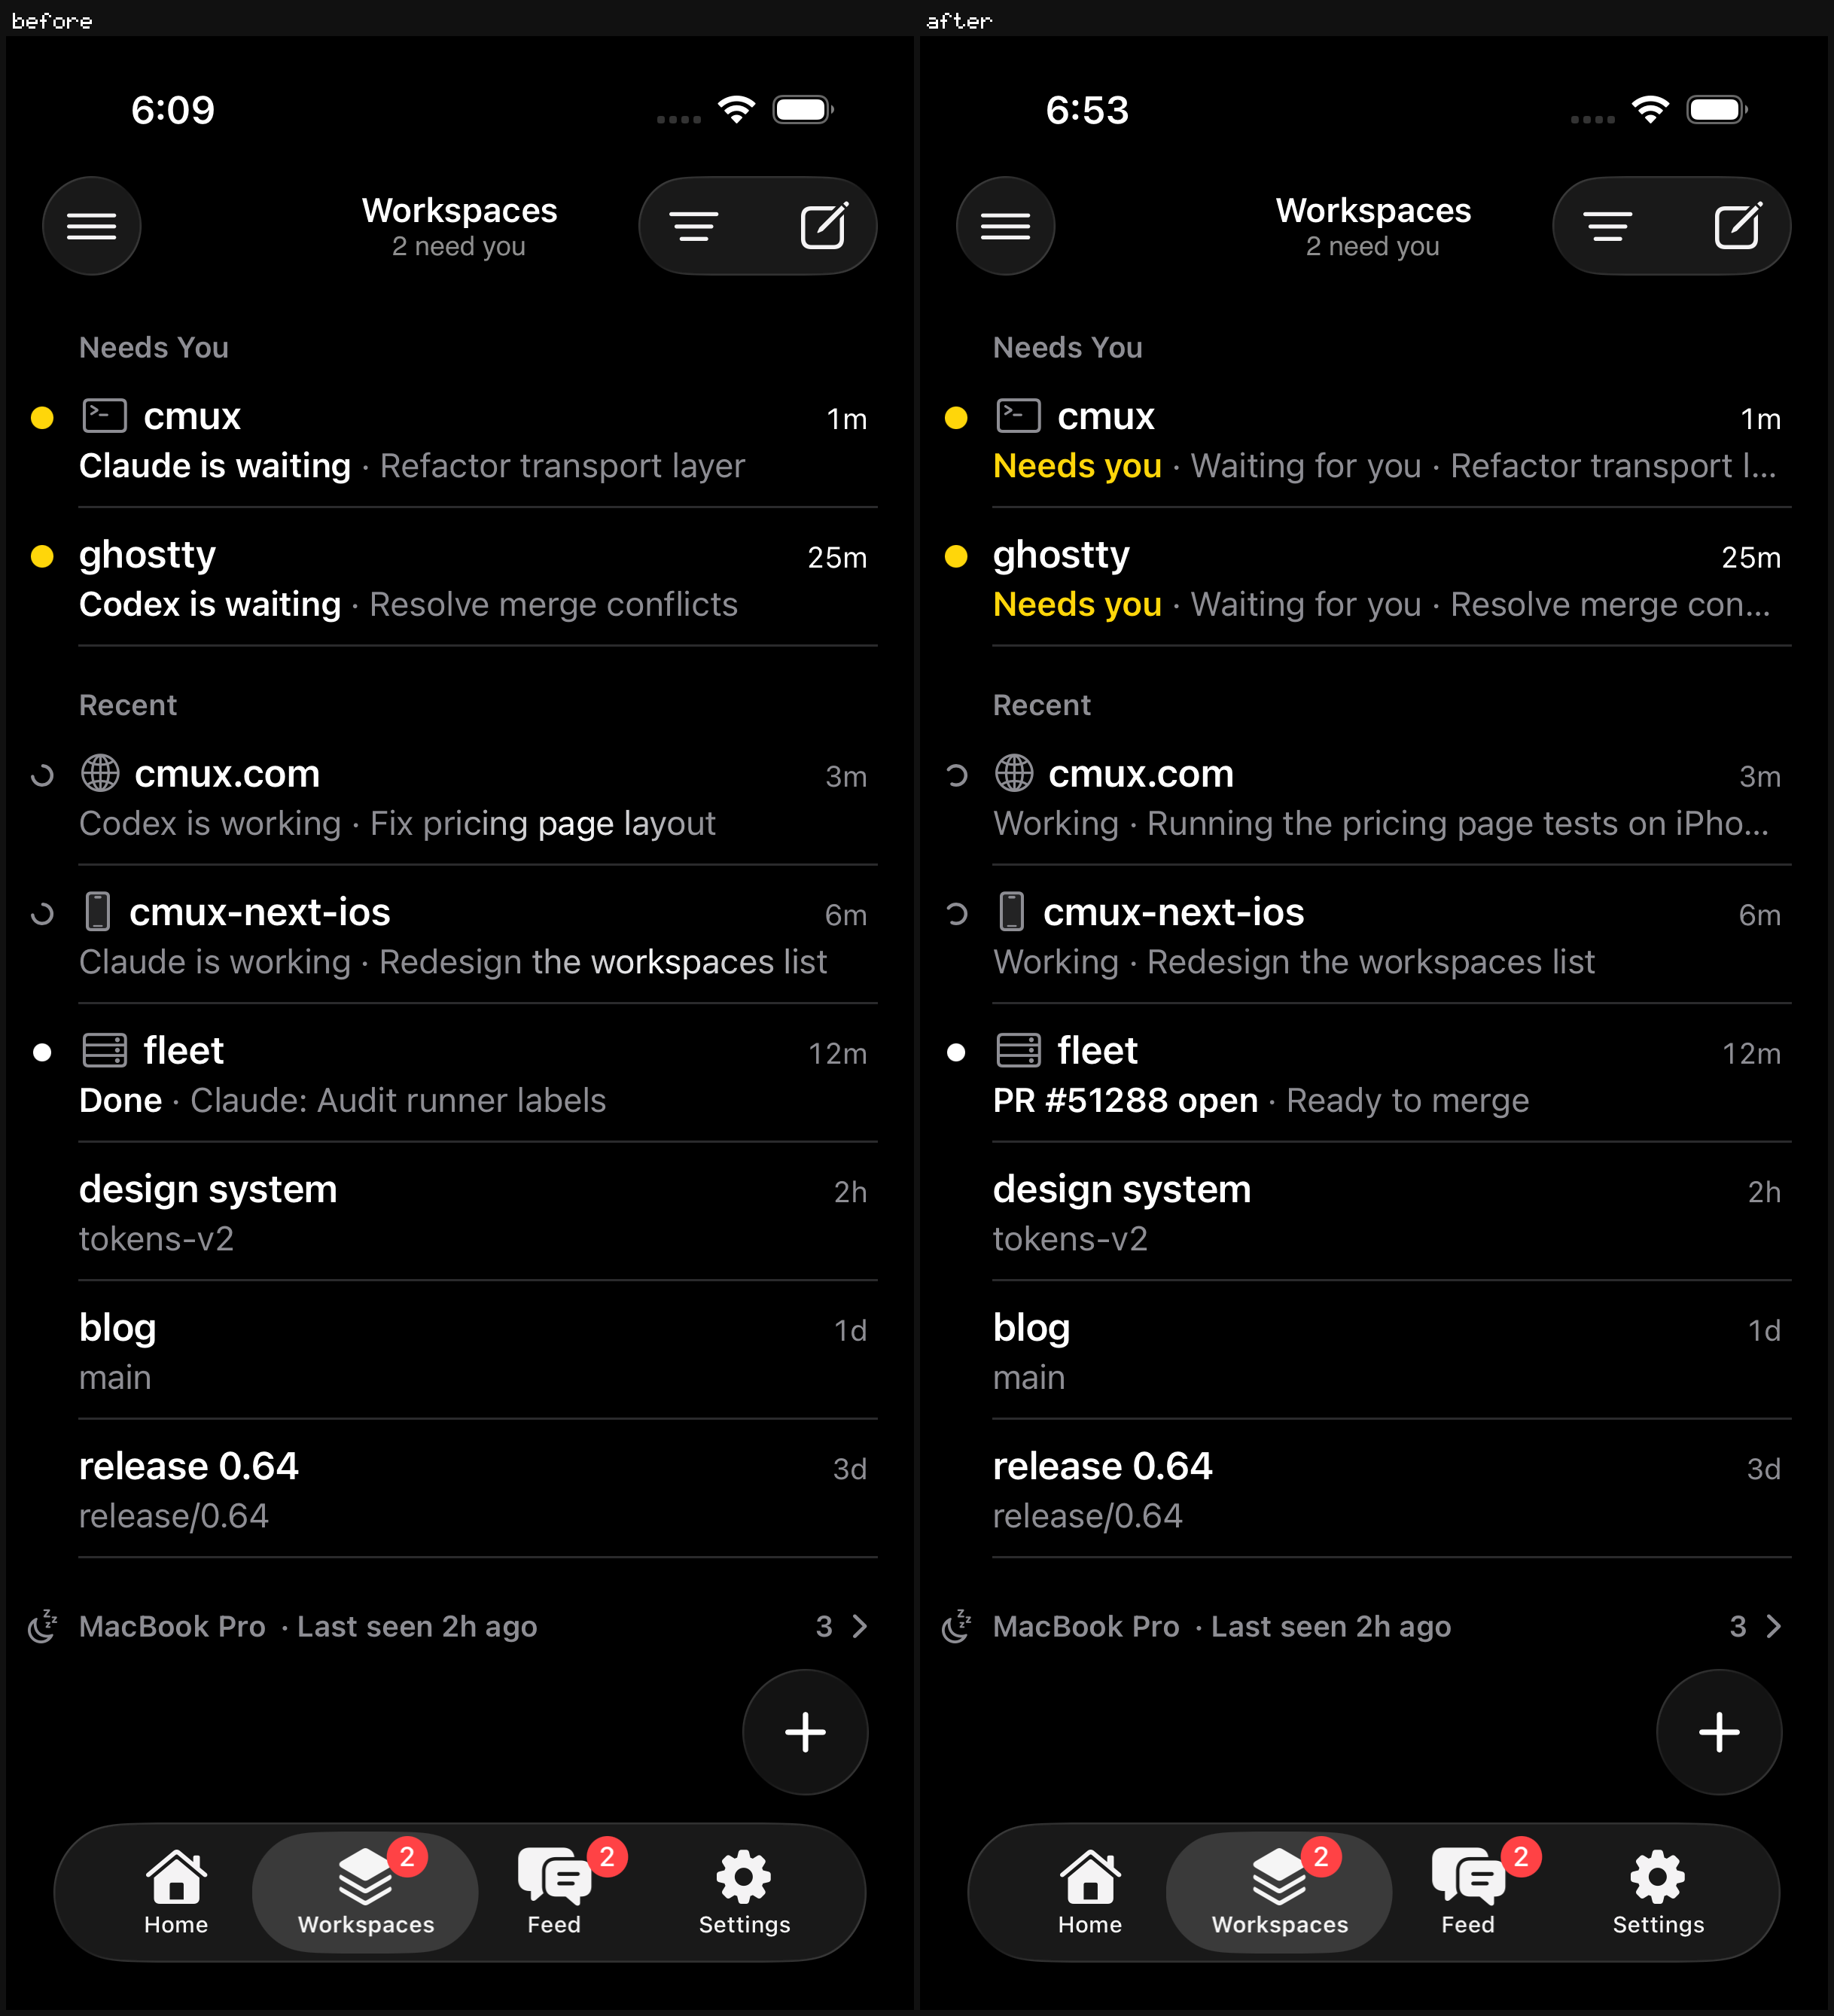 before
6:09
Workspaces
2 need you
Needs You
cmux
1m
Claude is waiting · Refactor transport layer
ghostty
25m
Codex is waiting · Resolve merge conflicts
Recent
cmux.com
3m
Codex is working · Fix pricing page layout
cmux-next-ios
6m
Claude is working · Redesign the workspaces list
fleet
12m
Done · Claude: Audit runner labels
design system
2h
tokens-v2
blog
1d
main
release 0.64
3d
release/0.64
MacBook Pro · Last seen 2h ago
3
2
2
Home
Workspaces
Feed
Settings
after
6:53
Workspaces
2 need you
Needs You
cmux
1m
Needs you · Waiting for you · Refactor transport l...
ghostty
25m
Needs you · Waiting for you · Resolve merge con...
Recent
cmux.com
3m
Working · Running the pricing page tests on iPho...
cmux-next-ios
6m
Working · Redesign the workspaces list
fleet
12m
PR #51288 open · Ready to merge
design system
2h
tokens-v2
blog
1d
main
release 0.64
3d
release/0.64
MacBook Pro · Last seen 2h ago
3
2
2
Home
Workspaces
Feed
Settings